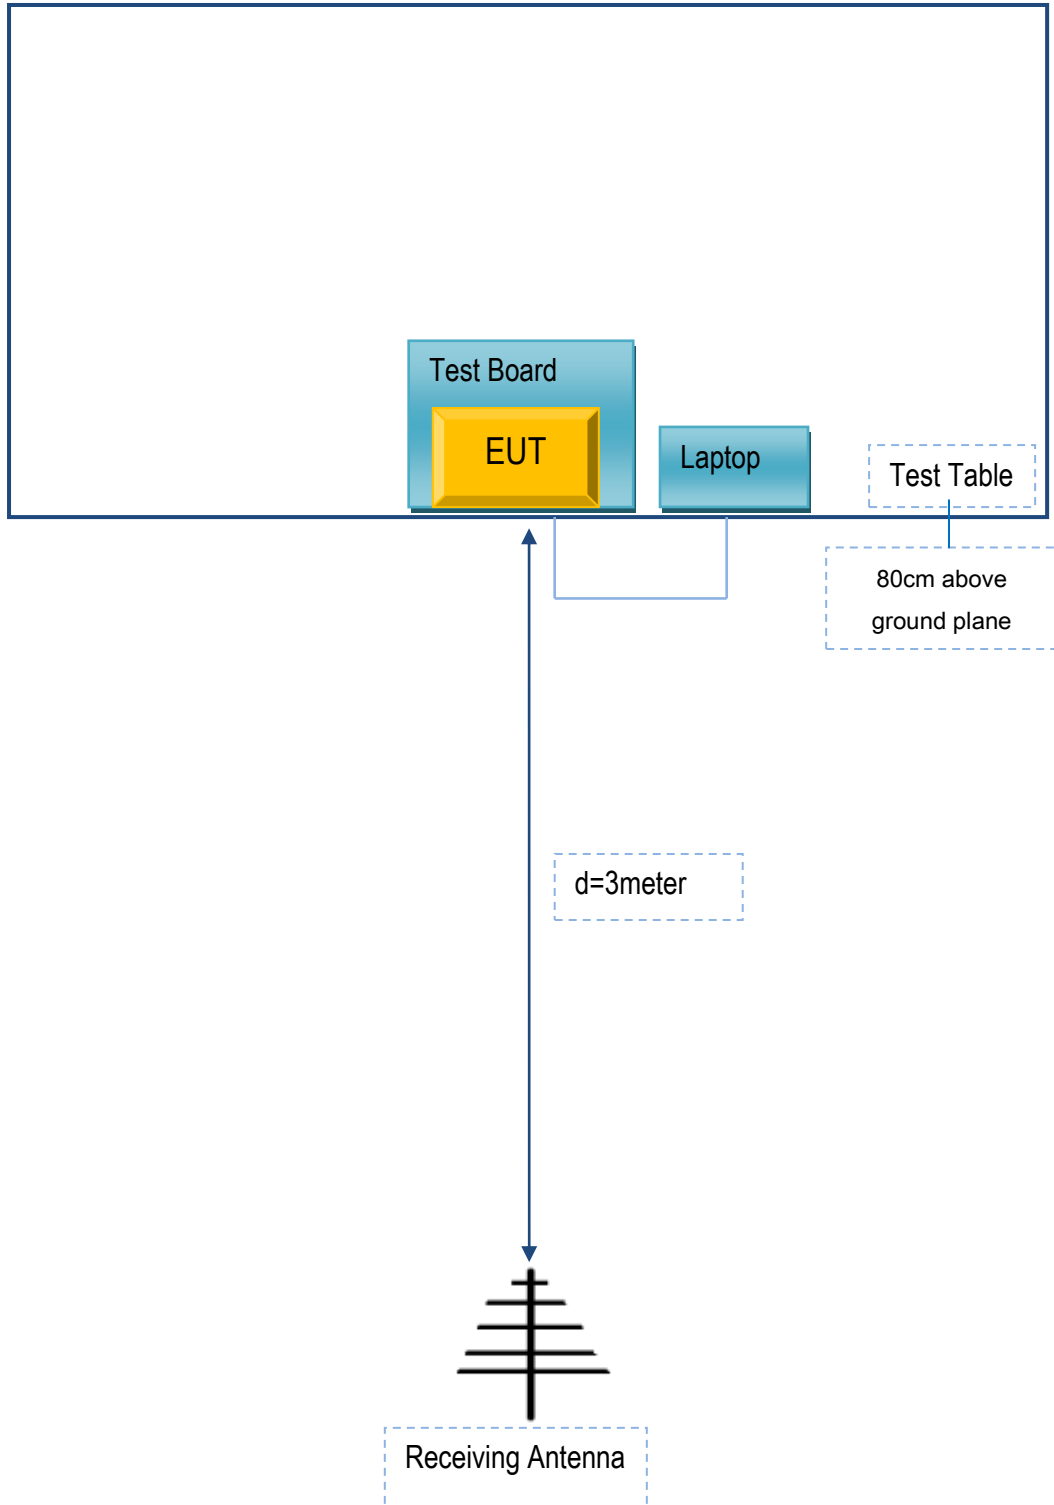 Test Board
EUT
Laptop
Test Table
80cm above
ground plane
d=3meter
Receiving Antenna